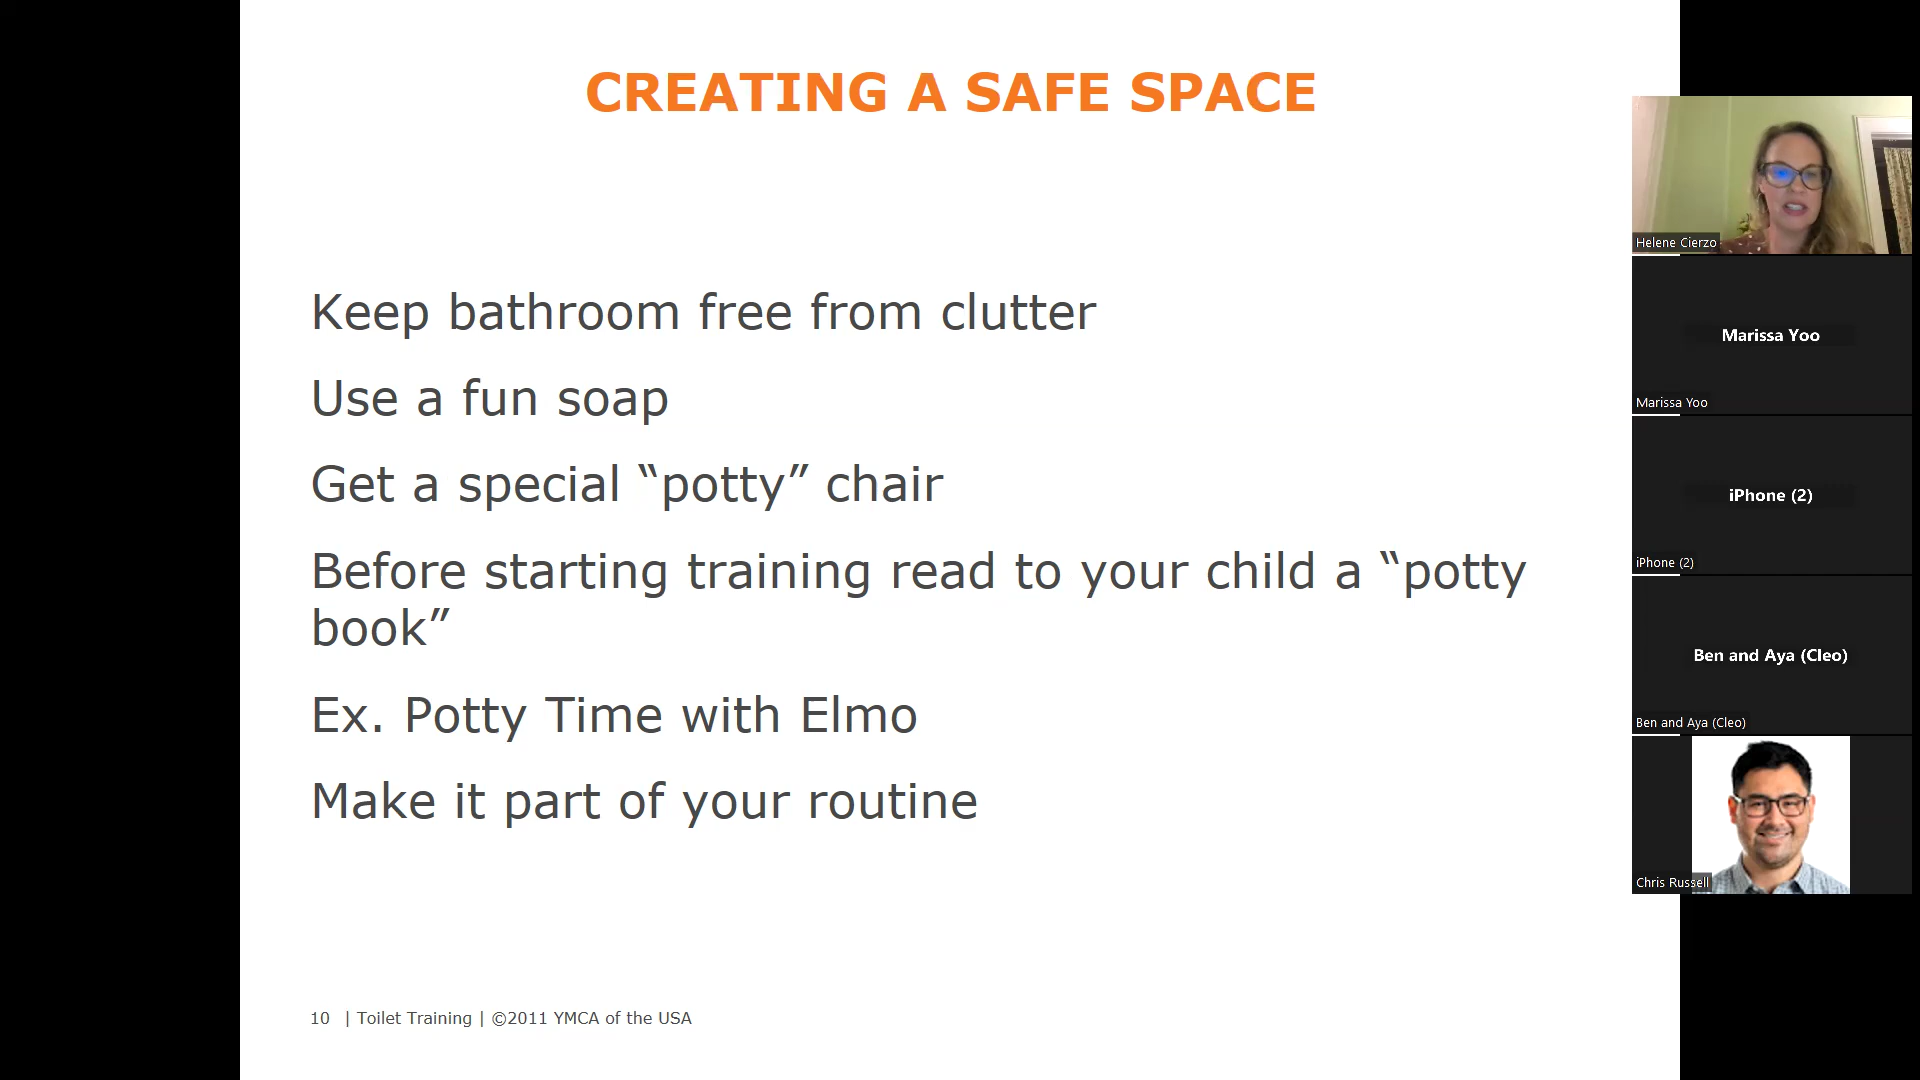 CREATING A SAFE SPACE
Keep bathroom free from clutter
Use a fun soap
Get a special “potty” chair
Before starting training read to your child a “potty
book”
Ex. Potty Time with Elmo
Make it part of your routine
10 | Toilet Training | ©2011 YMCA of the USA
Helene Cierzo
Marissa Yoo
Marissa Yoo
iPhone (2)
iPhone (2)
Ben and Aya (Cleo)
Ben and Aya (Cleo)
Chris Russell